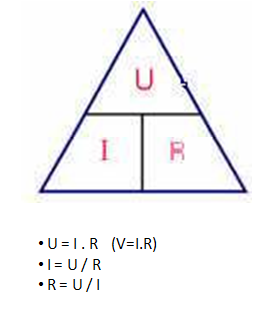 U
I R
• U = I . R (V=I.R)
• I = U / R
• R = U / I